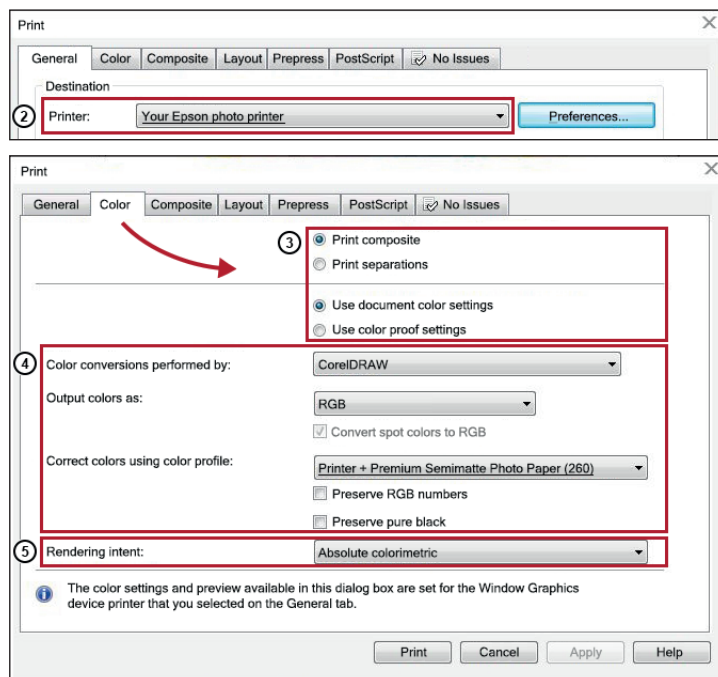 Print
General Color Composite Layout Prepress PostScript No Issues
Destination
2 Printer: Your Epson photo printer Preferences...
Print
General Color Composite Layout Prepress PostScript No Issues
3 Print composite
Print separations
Use document color settings
Use color proof settings
4 Color conversions performed by: CorelDRAW
Output colors as: RGB
Convert spot colors to RGB
Correct colors using color profile: Printer + Premium Semimatte Photo Paper (260)
Preserve RGB numbers
Preserve pure black
5 Rendering intent: Absolute colorimetric
The color settings and preview available in this dialog box are set for the Window Graphics
device printer that you selected on the General tab.
Print Cancel Apply Help